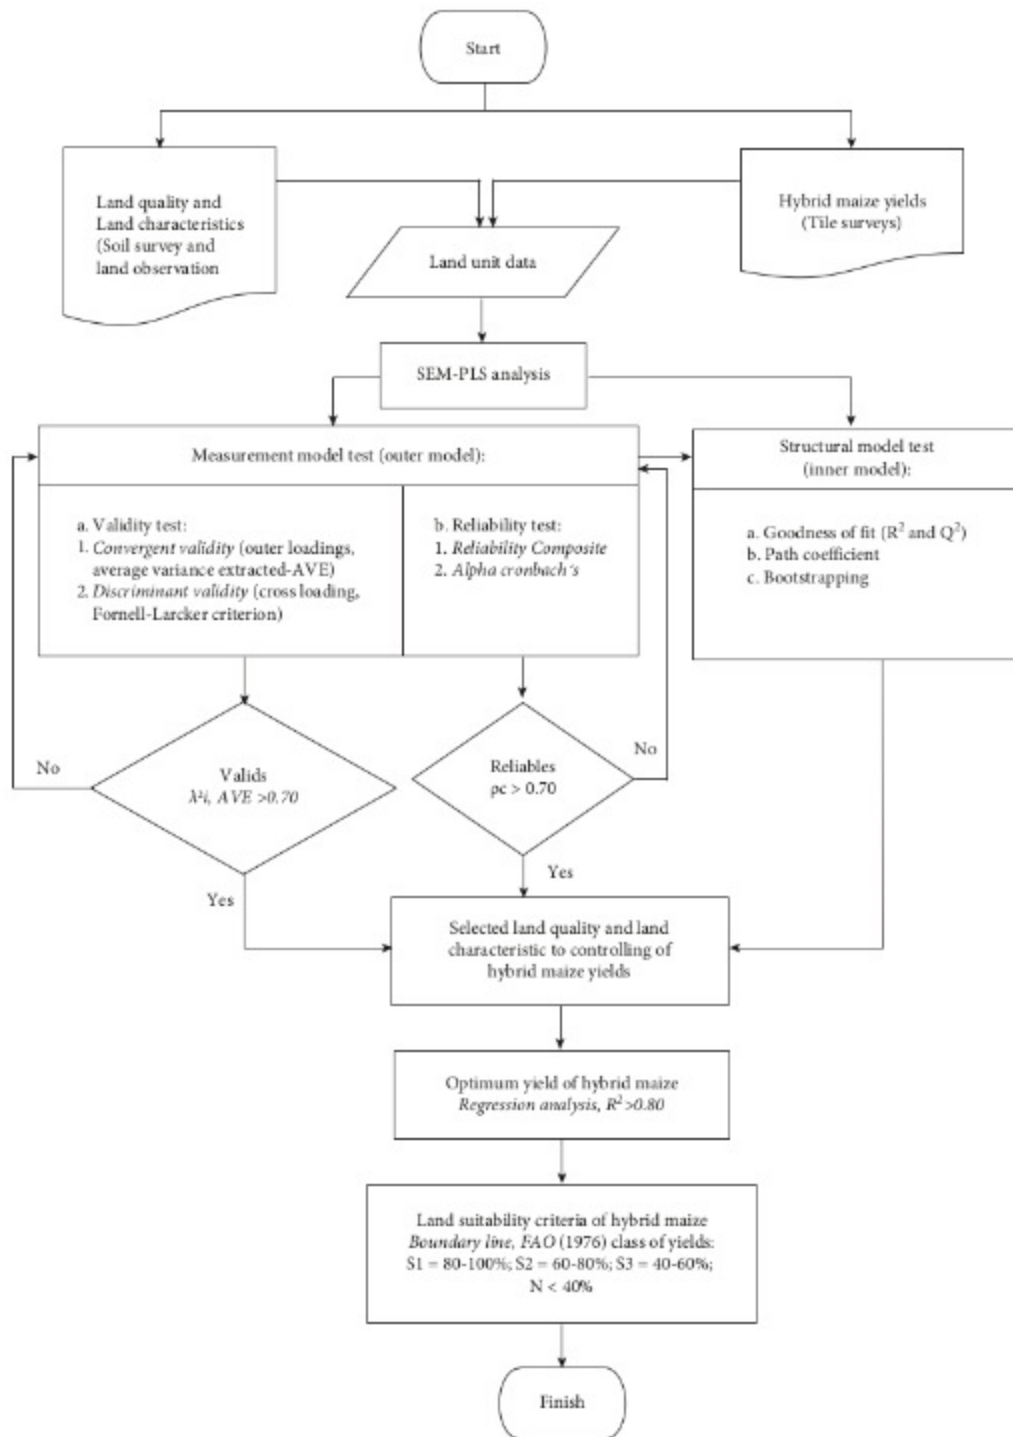 Start
Land quality and
Land characteristics
(Soil survey and
land observation
Hybrid maize yields
(Tile surveys)
Land unit data
SEM-PLS analysis
Measurement model test (outer model):
Structural model test
(inner model):
a. Validity test:
1. Convergent validity (outer loadings,
average variance extracted-AVE)
2. Discriminant validity (cross loading,
Fornell-Larcker criterion)
b. Reliability test:
1. Reliability Composite
2. Alpha cronbach´s
a. Goodness of fit (R² and Q²)
b. Path coefficient
c. Bootstrapping
No
Valids
λ²i, AVE >0.70
Reliables
ρc > 0.70
No
Yes
Yes
Selected land quality and land
characteristic to controlling of
hybrid maize yields
Optimum yield of hybrid maize
Regression analysis, R²>0.80
Land suitability criteria of hybrid maize
Boundary line, FAO (1976) class of yields:
S1 = 80-100%; S2 = 60-80%; S3 = 40-60%;
N < 40%
Finish